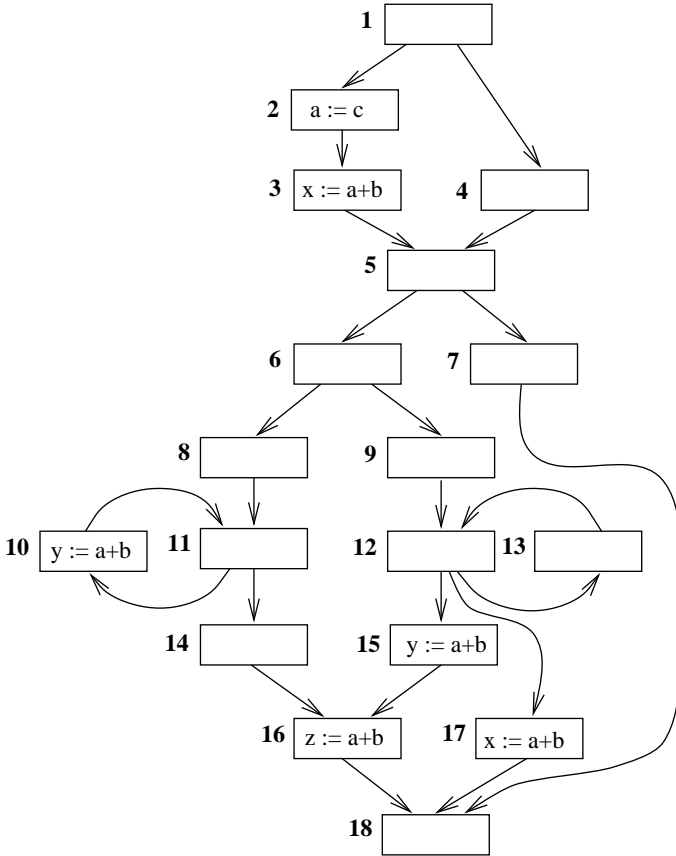 1
2 a := c
3 x := a+b
4
5
6
7
8
9
10 y := a+b
11
12
13
14
15 y := a+b
16 z := a+b
17 x := a+b
18